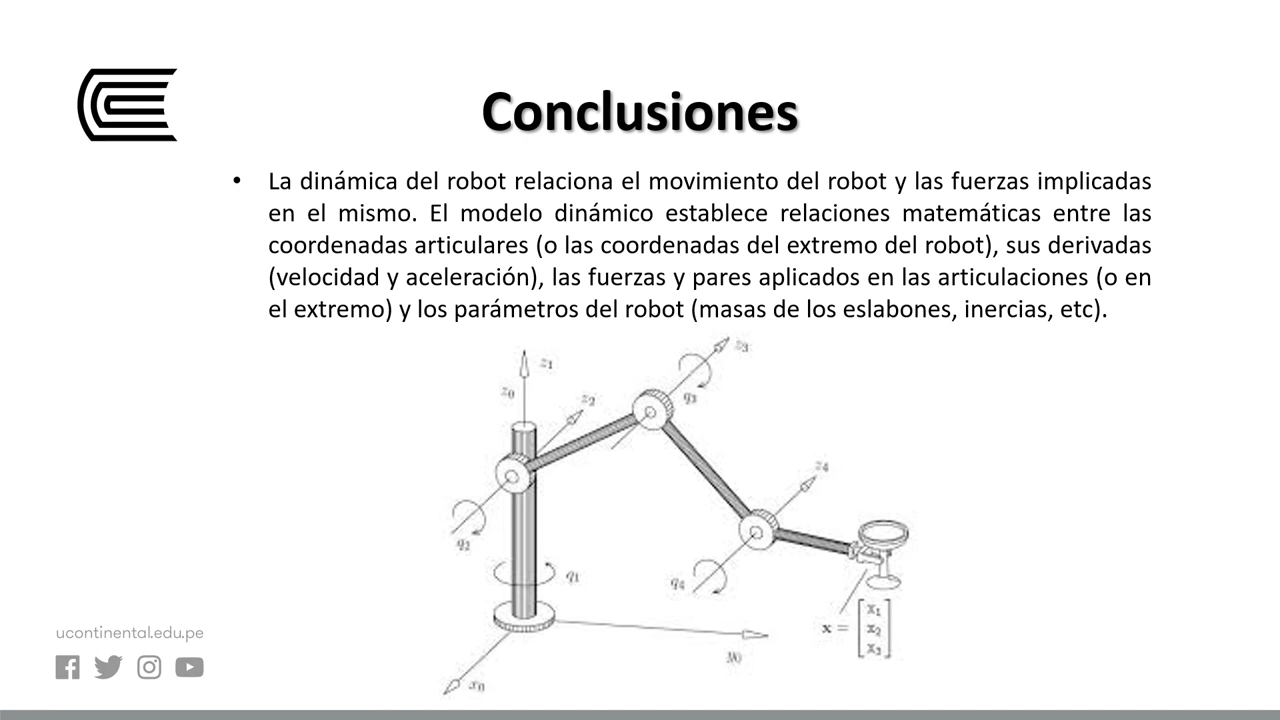 Conclusiones
• La dinámica del robot relaciona el movimiento del robot y las fuerzas implicadas
en el mismo. El modelo dinámico establece relaciones matemáticas entre las
coordenadas articulares (o las coordenadas del extremo del robot), sus derivadas
(velocidad y aceleración), las fuerzas y pares aplicados en las articulaciones (o en
el extremo) y los parámetros del robot (masas de los eslabones, inercias, etc).
z3
z1
z0
z2
q3
z4
q2
q1
q4
x1
x = x2
x3
y0
x0
ucontinental.edu.pe